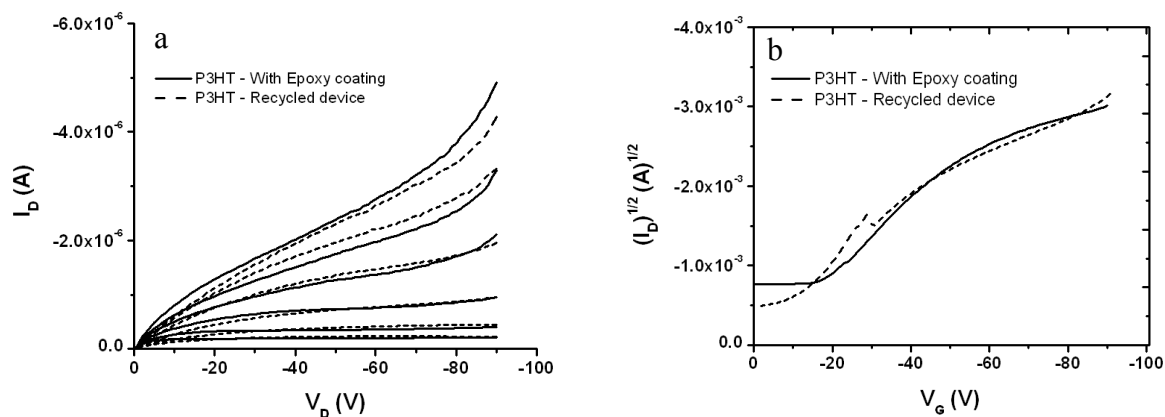 a
P3HT - With Epoxy coating
P3HT - Recycled device
-6.0x10⁻⁶
-4.0x10⁻⁶
-2.0x10⁻⁶
0.0
0 -20 -40 -60 -80 -100
V_D (V)
I_D (A)
b
P3HT - With Epoxy coating
P3HT - Recycled device
-4.0x10⁻³
-3.0x10⁻³
-2.0x10⁻³
-1.0x10⁻³
0.0
0 -20 -40 -60 -80 -100
V_G (V)
(I_D)^1/2 (A)^1/2